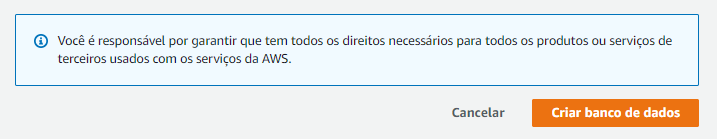 Você é responsável por garantir que tem todos os direitos necessários para todos os produtos ou serviços de
terceiros usados com os serviços da AWS.
Cancelar
Criar banco de dados